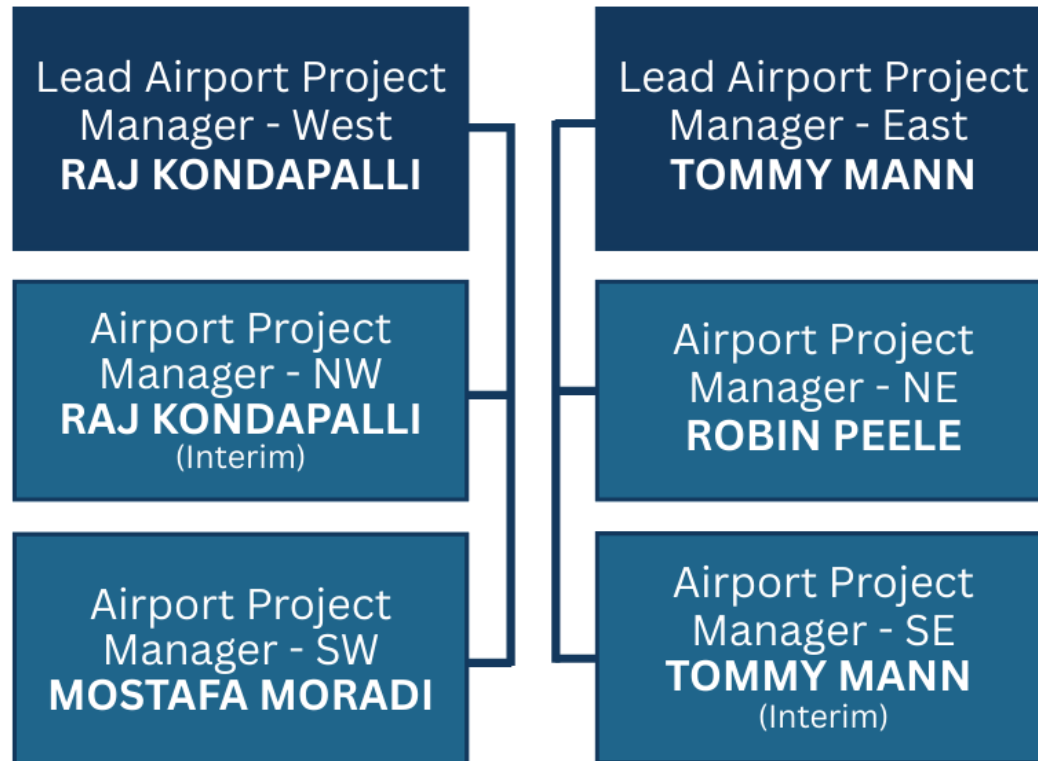 Lead Airport Project
Manager - West
RAJ KONDAPALLI
Airport Project
Manager - NW
RAJ KONDAPALLI
(Interim)
Airport Project
Manager - SW
MOSTAFA MORADI
Lead Airport Project
Manager - East
TOMMY MANN
Airport Project
Manager - NE
ROBIN PEELE
Airport Project
Manager - SE
TOMMY MANN
(Interim)